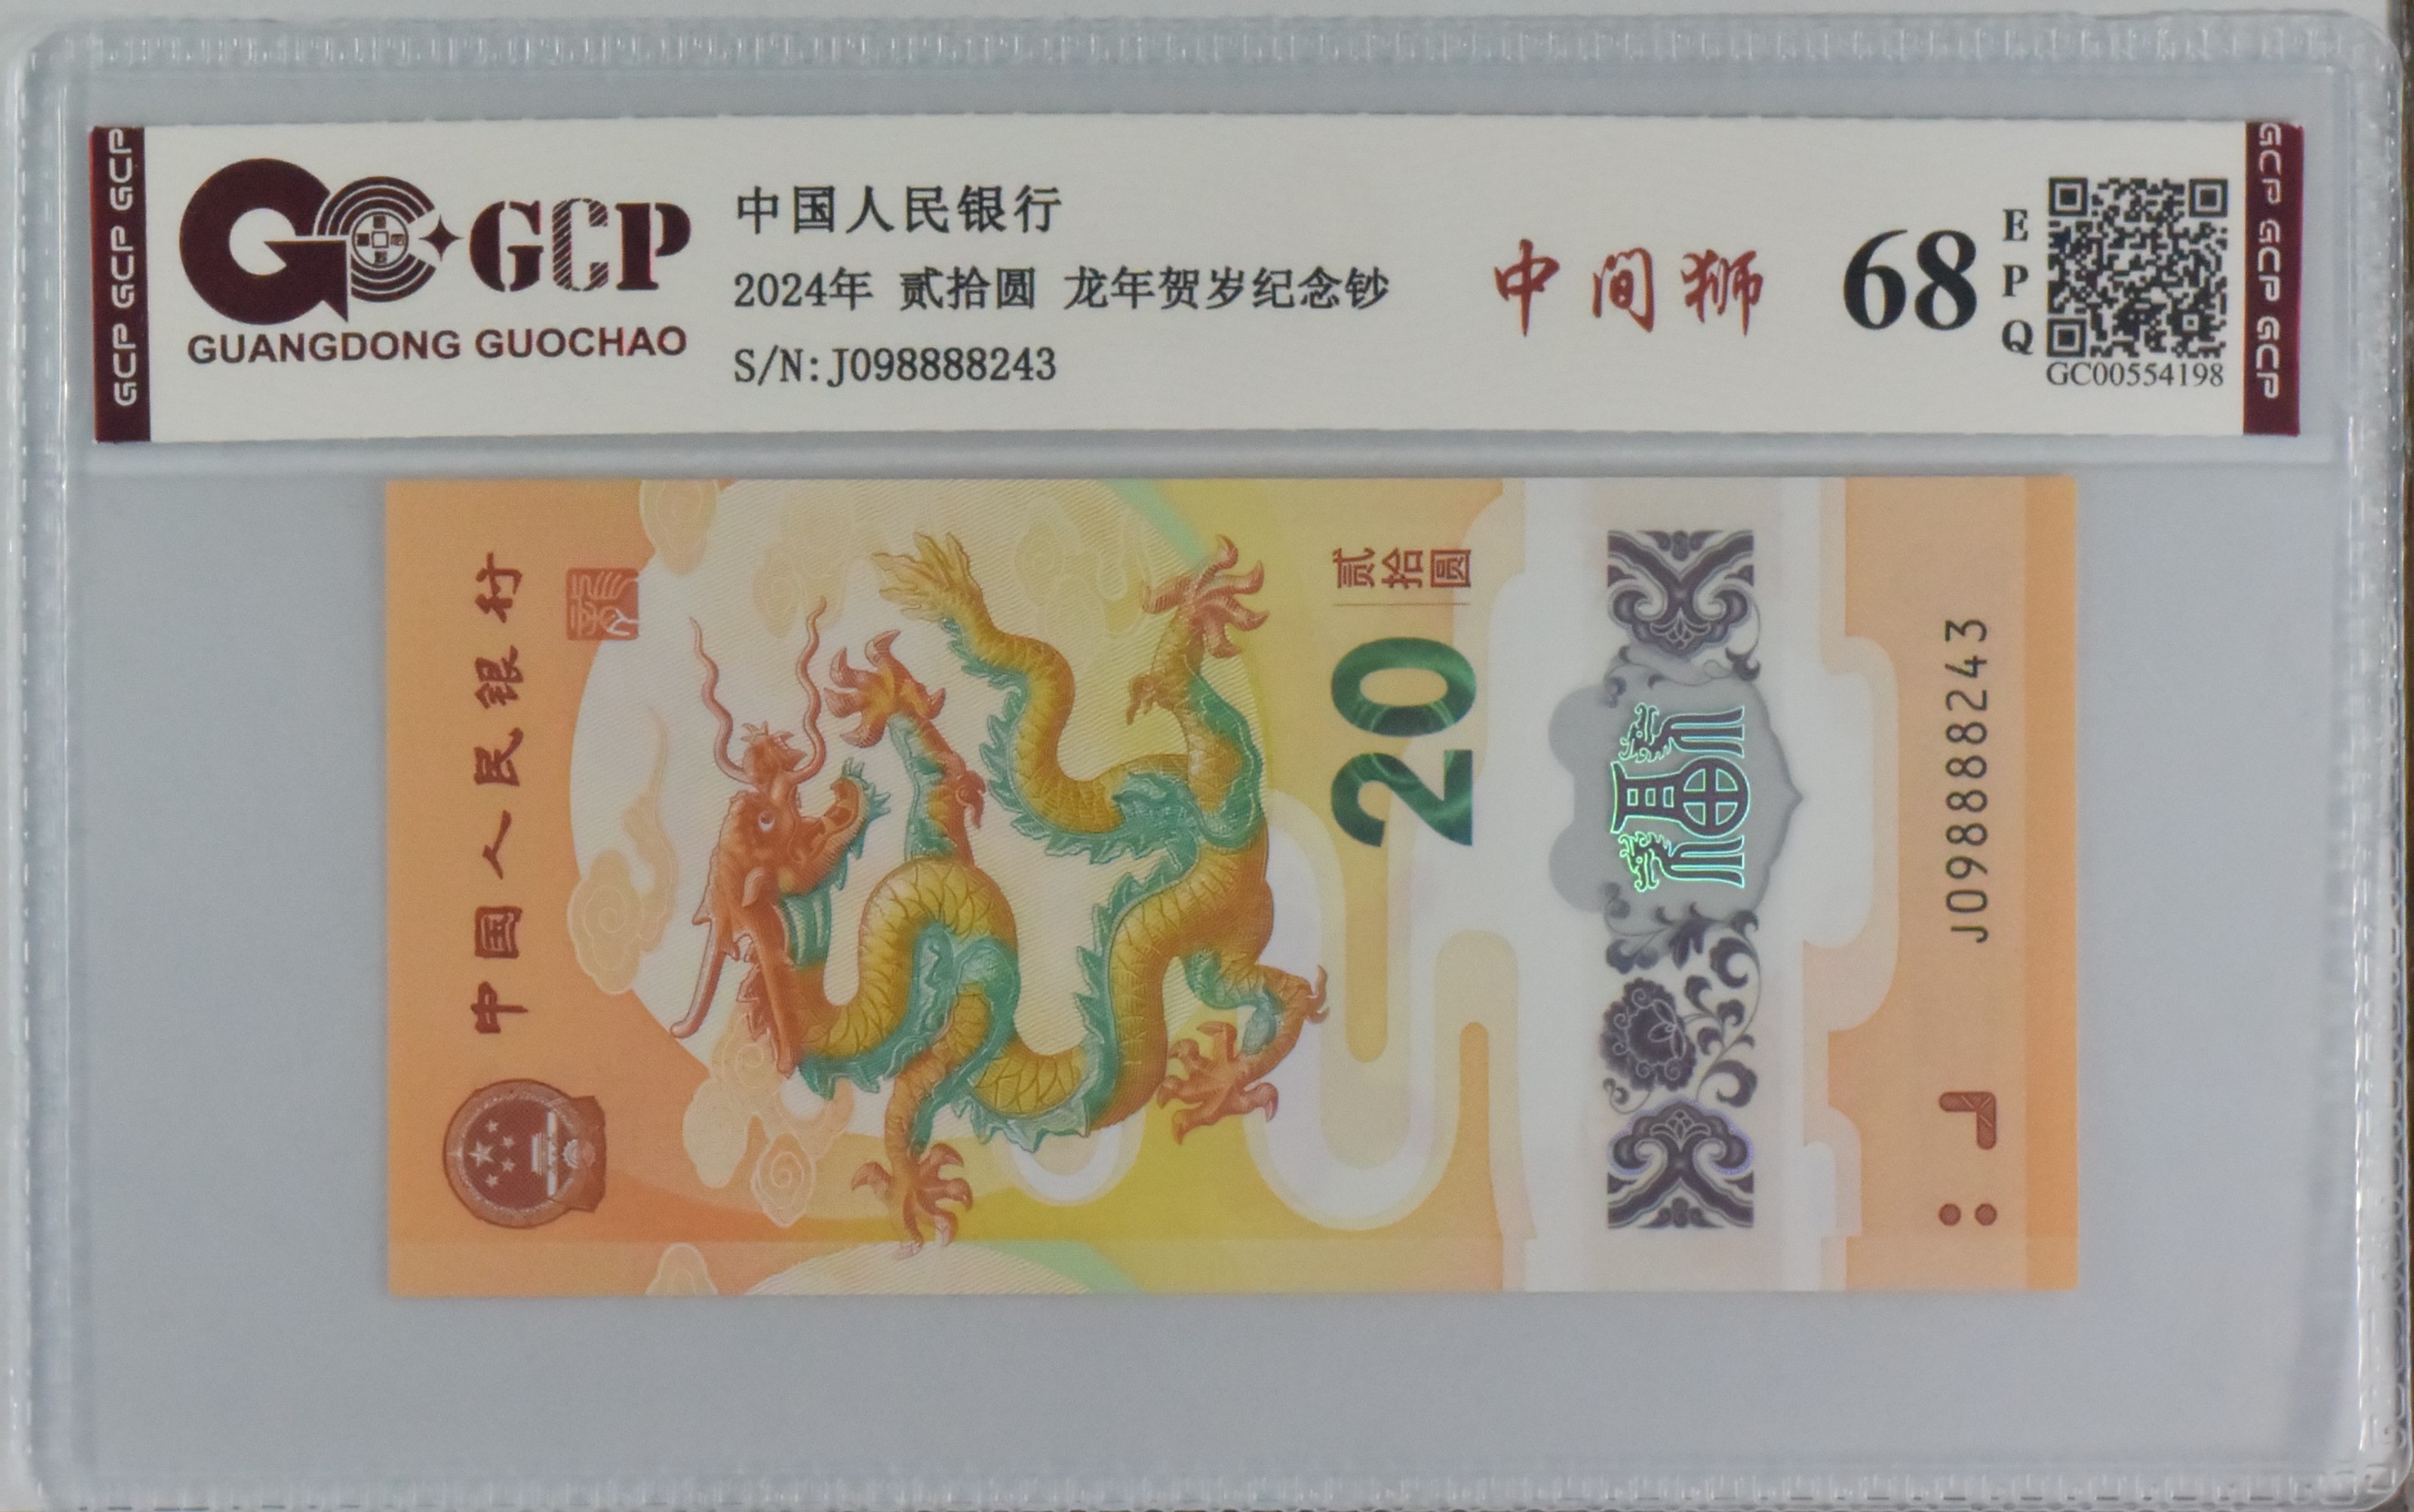 GCP GCP GCP
GCP
GUANGDONG GUOCHAO
中国人民银行
2024年 贰拾圆 龙年贺岁纪念钞
S/N:J098888243
中间狮
68
EPQ
GC00554198
GCP GCP GCP
中国人民银行
贰拾圆
20
J098888243